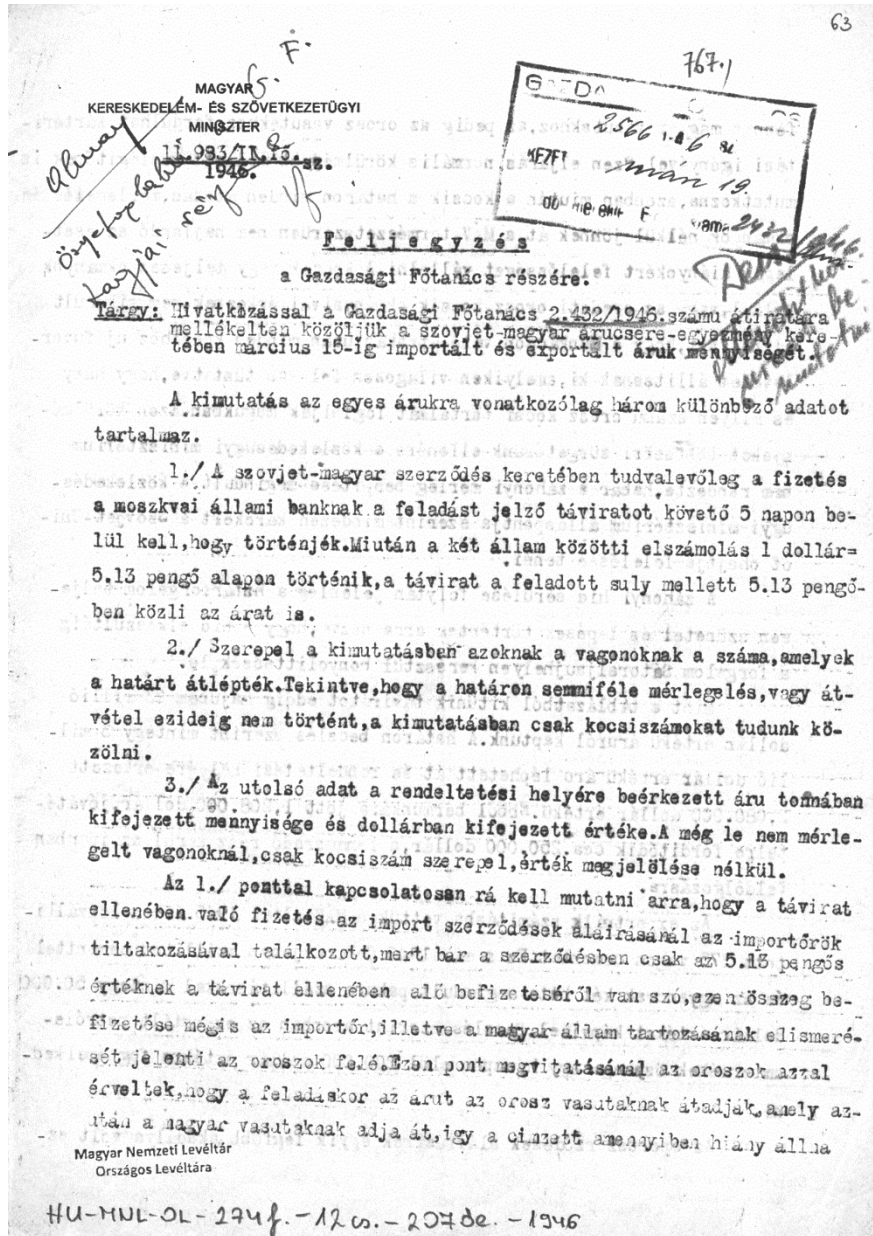 63
767.
MAGYAR
KERESKEDELEM- ÉS SZÖVETKEZETÜGYI
MINISZTER
11.983/II.
1946. sz.
2566
6
KEZET
19.
2432/1946.
F e l j e g y z é s
a Gazdasági Főtanács részére.
Tárgy: Hivatkozással a Gazdasági Főtanács 2.432/1946.számu átiratára
mellékelten közöljük a szovjet-magyar árucsere-egyezmény kere-
tében március 15-ig importált és exportált áruk mennyiségét.
A kimutatás az egyes árukra vonatkozólag három különböző adatot
tartalmaz.
1./ A szovjet-magyar szerződés keretében tudvalevőleg a fizetés
a moszkvai állami banknak a feladást jelző táviratot követő 5 napon be-
lül kell,hogy történjék.Miután a két állam közötti elszámolás 1 dollár=
5.13 pengő alapon történik,a távirat a feladott suly mellett 5.13 pengő-
ben közli az árat is.
2./ Szerepel a kimutatásben azoknak a vagonoknak a száma,amelyek
a határt átlépték.Tekintve,hogy a határon semmiféle mérlegelés,vagy át-
vétel ezideig nem történt,a kimutatásban csak kocsiszámokat tudunk kö-
zölni.
3./ Az utolsó adat a rendeltetési helyére beérkezett áru tonnában
kifejezett mennyisége és dollárban kifejezett értéke.A még le nem mérle-
gelt vagonoknál,csak kocsiszám szerepel,érték megjelölése nélkül.
Az 1./ ponttal kapcsolatosan rá kell mutatni arra,hogy a távirat
ellenében való fizetés az import szerződések aláírásánál az importőrök
tiltakozásával találkozott,mert bár a szerződésben csak az 5.13 pengős
értéknek a távirat ellenében aló befizeteséről van szó,ezen összeg be-
fizetése mégis az importőr,illetve a magyar állam tartozásának elismeré-
sét jelenti az oroszok felé.Ezen pont megvitatásánál az oroszok azzal
érveltek,hogy a feladáskor az árut az orosz vasutaknak átadják,amely az-
után a magyar vasutaknak adja át,igy a cimzett amennyiben hiány állna
Magyar Nemzeti Levéltár
Országos Levéltára
HU-MNL-OL-274f.-12 cs.-207 őe.-1946